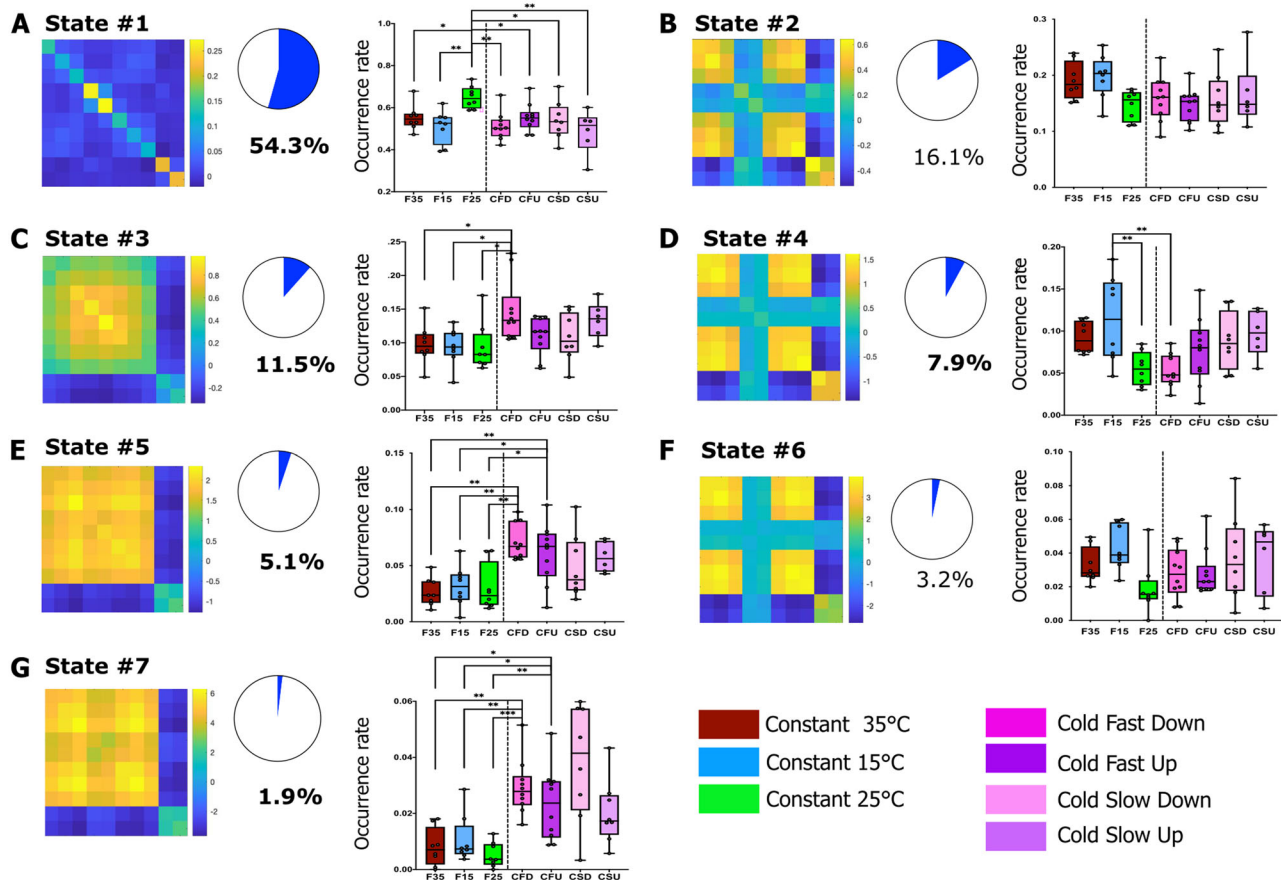 A State #1
0.25
0.2
0.15
0.1
0.05
0
54.3%
Occurrence rate
1.0
0.8
0.6
0.4
0.2
* ** ** * * **
F35 F15 F25 CFD CFU CSD CSU
B State #2
0.6
0.4
0.2
0
-0.2
-0.4
16.1%
Occurrence rate
0.3
0.2
0.1
0.0
F35 F15 F25 CFD CFU CSD CSU
C State #3
0.8
0.6
0.4
0.2
0
-0.2
11.5%
Occurrence rate
0.25
0.20
0.15
0.10
0.05
0.00
* * *
F35 F15 F25 CFD CFU CSD CSU
D State #4
1.5
1
0.5
0
-0.5
-1
7.9%
Occurrence rate
0.20
0.15
0.10
0.05
0.00
** **
F35 F15 F25 CFD CFU CSD CSU
E State #5
2
1.5
1
0.5
0
-0.5
-1
5.1%
Occurrence rate
0.15
0.10
0.05
0.00
** * * ** ** **
F35 F15 F25 CFD CFU CSD CSU
F State #6
3
2
1
0
-1
-2
3.2%
Occurrence rate
0.10
0.08
0.06
0.04
0.02
0.00
F35 F15 F25 CFD CFU CSD CSU
G State #7
6
4
2
0
-2
1.9%
Occurrence rate
0.06
0.04
0.02
0.00
* * ** ** ** ***
F35 F15 F25 CFD CFU CSD CSU
Constant 35°C
Constant 15°C
Constant 25°C
Cold Fast Down
Cold Fast Up
Cold Slow Down
Cold Slow Up